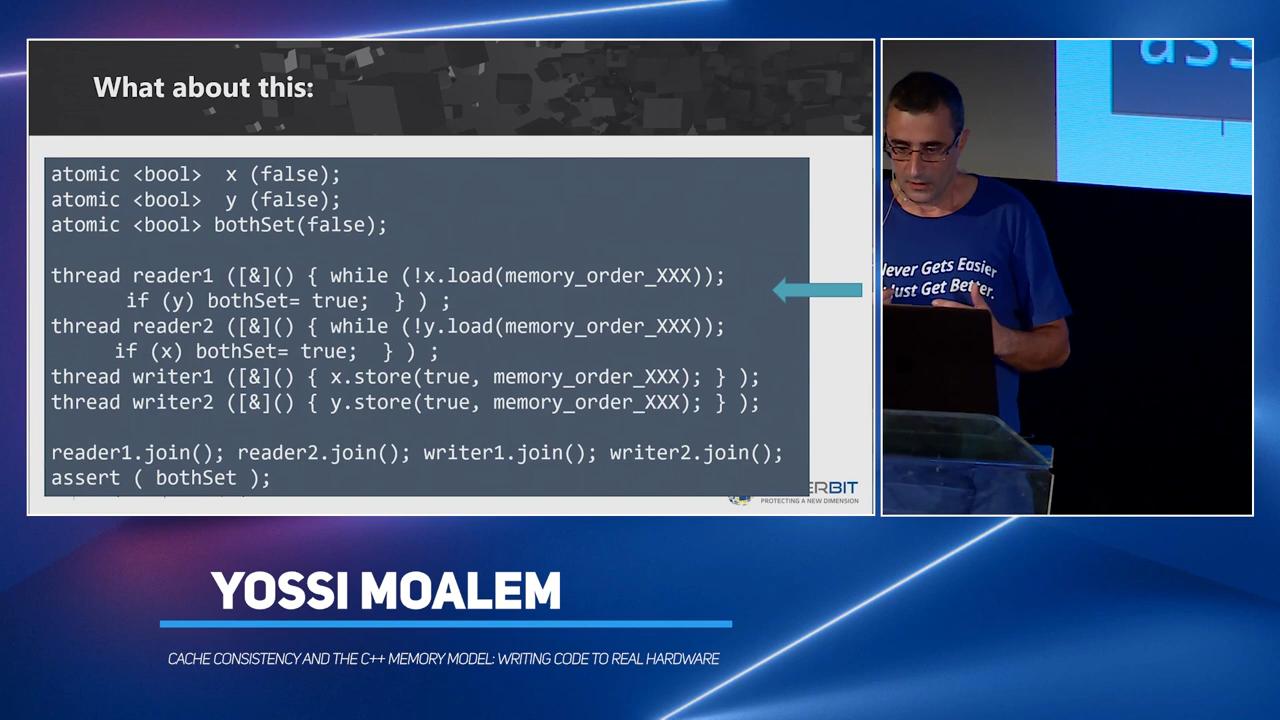 What about this:
atomic <bool>  x (false);
atomic <bool>  y (false);
atomic <bool> bothSet(false);
thread reader1 ([&]() { while (!x.load(memory_order_XXX));
if (y) bothSet= true;  } ) ;
thread reader2 ([&]() { while (!y.load(memory_order_XXX));
if (x) bothSet= true;  } ) ;
thread writer1 ([&]() { x.store(true, memory_order_XXX); } );
thread writer2 ([&]() { y.store(true, memory_order_XXX); } );
reader1.join(); reader2.join(); writer1.join(); writer2.join();
assert ( bothSet );
ERBIT
PROTECTING A NEW DIMENSION
ass
Never Gets Easier
Just Get Better.
YOSSI MOALEM
CACHE CONSISTENCY AND THE C++ MEMORY MODEL: WRITING CODE TO REAL HARDWARE